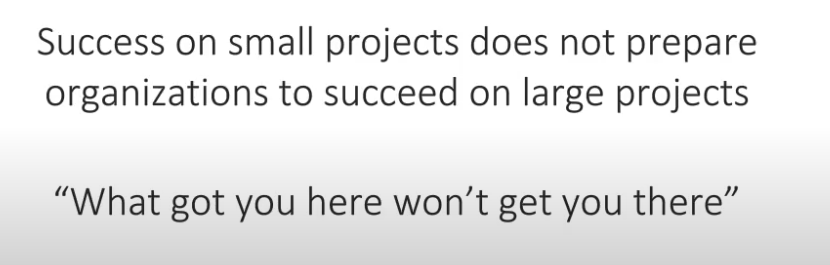 Success on small projects does not prepare
organizations to succeed on large projects
“What got you here won’t get you there”